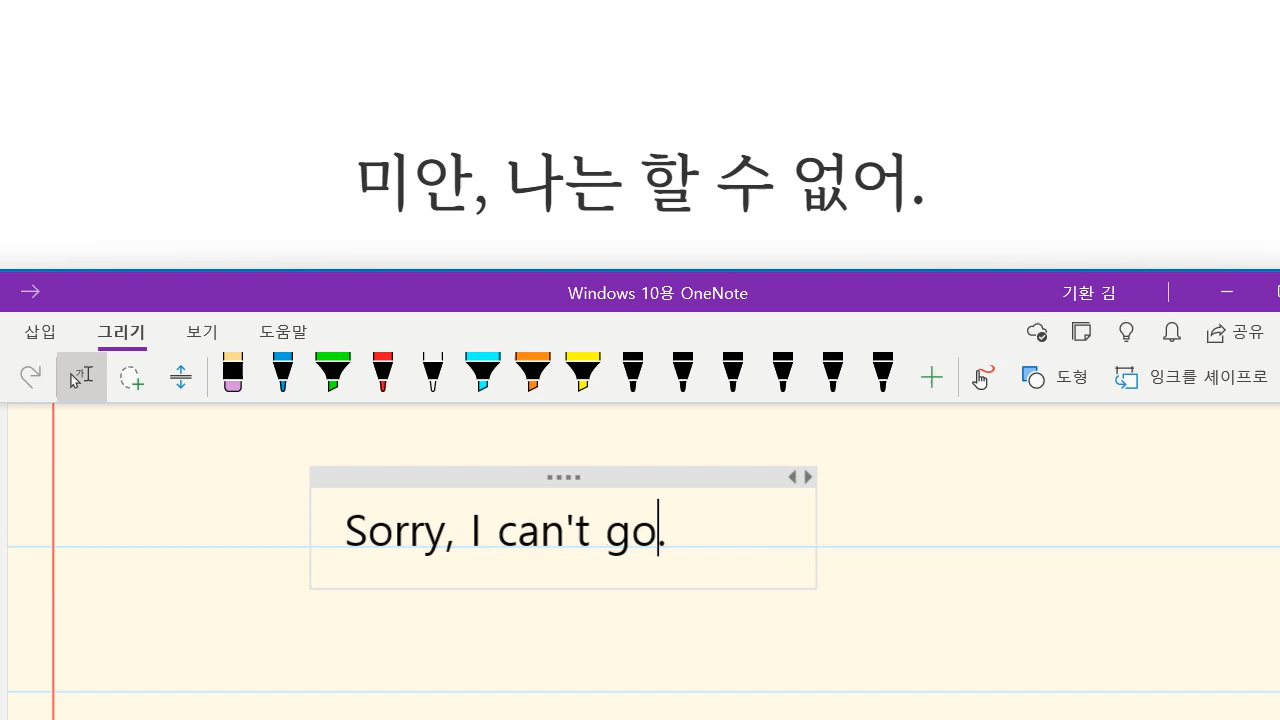 미안, 나는 할 수 없어.
Windows 10용 OneNote
기환 김
삽입 그리기 보기 도움말
공유
도형
잉크를 셰이프로
Sorry, I can't go.